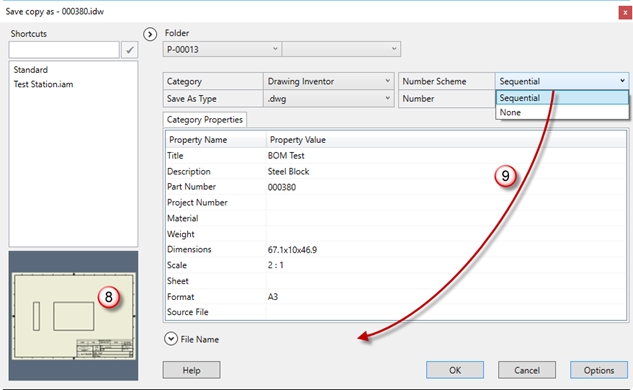 Save copy as - 000380.idw
x
Shortcuts
Folder
P-00013
Standard
Test Station.iam
Category
Drawing Inventor
Number Scheme
Sequential
Save As Type
.dwg
Number
Sequential
None
Category Properties
Property Name
Property Value
Title
BOM Test
Description
Steel Block
Part Number
000380
Project Number
Material
Weight
Dimensions
67.1x10x46.9
Scale
2 : 1
Sheet
Format
A3
Source File
8
9
File Name
Help
OK
Cancel
Options